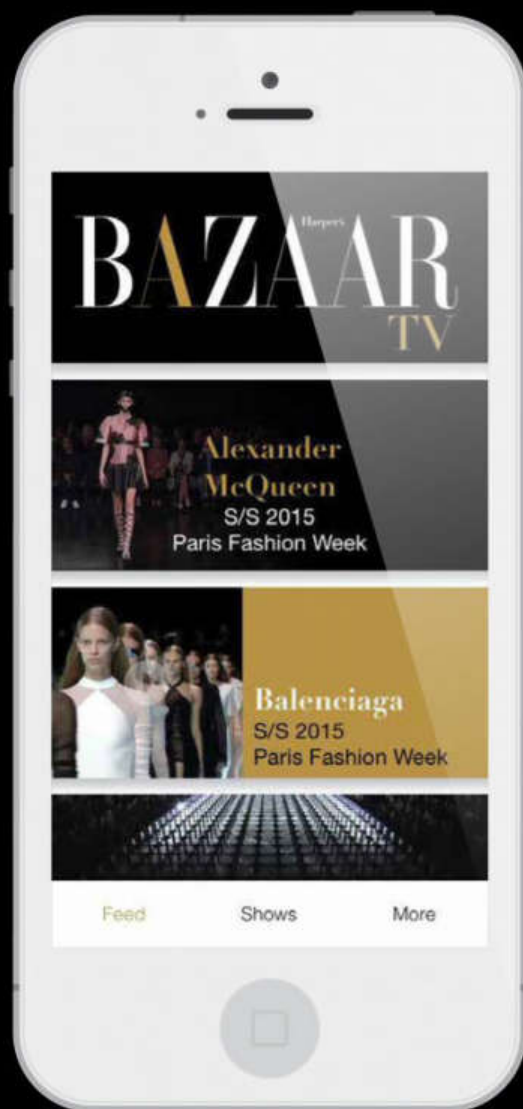 Harper's
BAZAAR
TV
Alexander
McQueen
S/S 2015
Paris Fashion Week
Balenciaga
S/S 2015
Paris Fashion Week
Feed Shows More